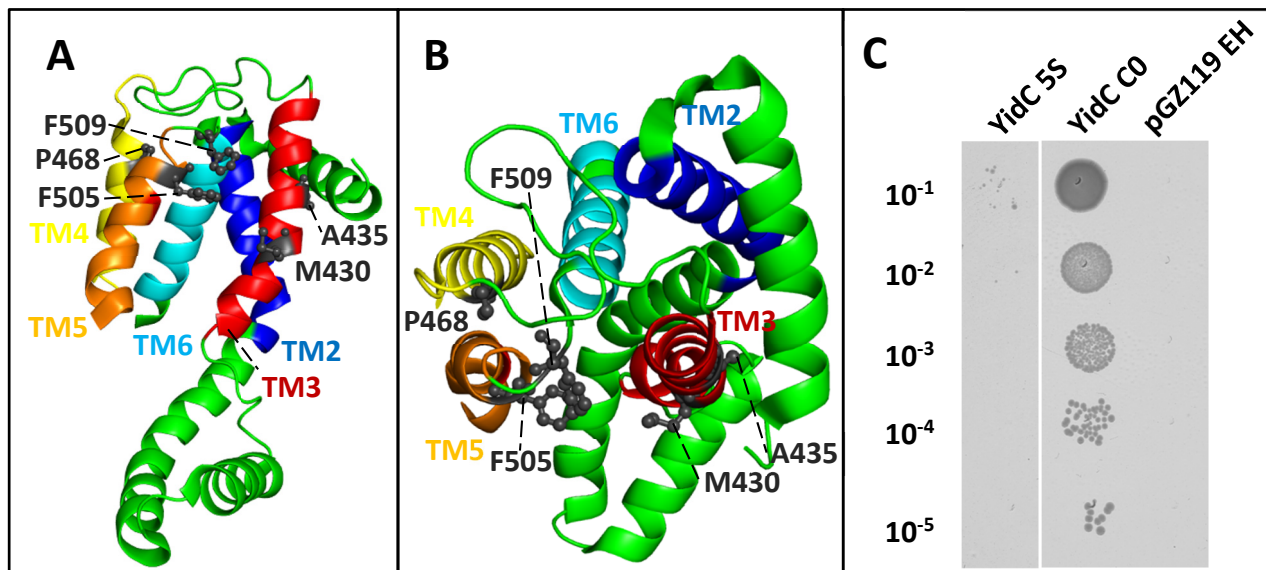 A
F509
P468
F505
TM4
A435
M430
TM5
TM6
TM2
TM3
B
TM6
TM2
F509
TM4
P468
TM3
TM5
F505
A435
M430
C
YidC 5S
YidC C0
pGZ119 EH
10-1
10-2
10-3
10-4
10-5